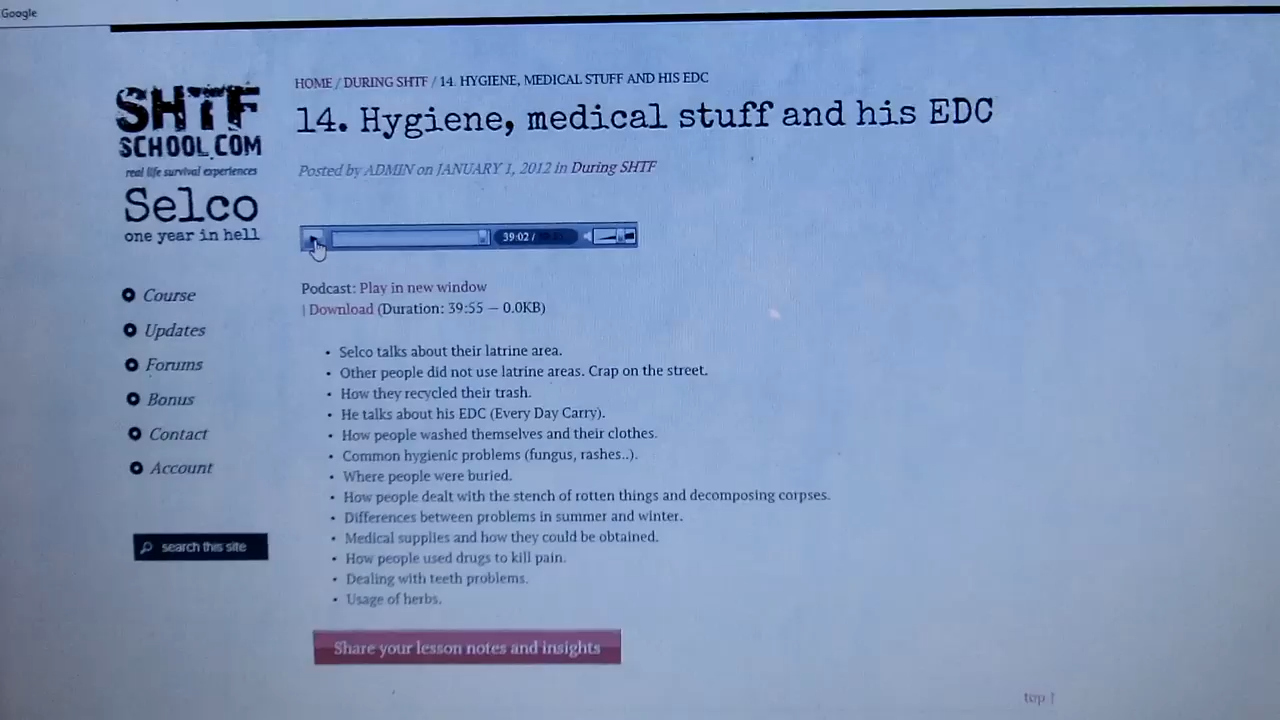 Google
SHTF
SCHOOL.COM
real life survival experiences
Selco
one year in hell
Course
Updates
Forums
Bonus
Contact
Account
search this site
HOME / DURING SHTF / 14. HYGIENE, MEDICAL STUFF AND HIS EDC
14. Hygiene, medical stuff and his EDC
Posted by ADMIN on JANUARY 1, 2012 in During SHTF
39:02 /
Podcast: Play in new window
| Download (Duration: 39:55 — 0.0KB)
• Selco talks about their latrine area.
• Other people did not use latrine areas. Crap on the street.
• How they recycled their trash.
• He talks about his EDC (Every Day Carry).
• How people washed themselves and their clothes.
• Common hygienic problems (fungus, rashes..).
• Where people were buried.
• How people dealt with the stench of rotten things and decomposing corpses.
• Differences between problems in summer and winter.
• Medical supplies and how they could be obtained.
• How people used drugs to kill pain.
• Dealing with teeth problems.
• Usage of herbs.
Share your lesson notes and insights
top ↑